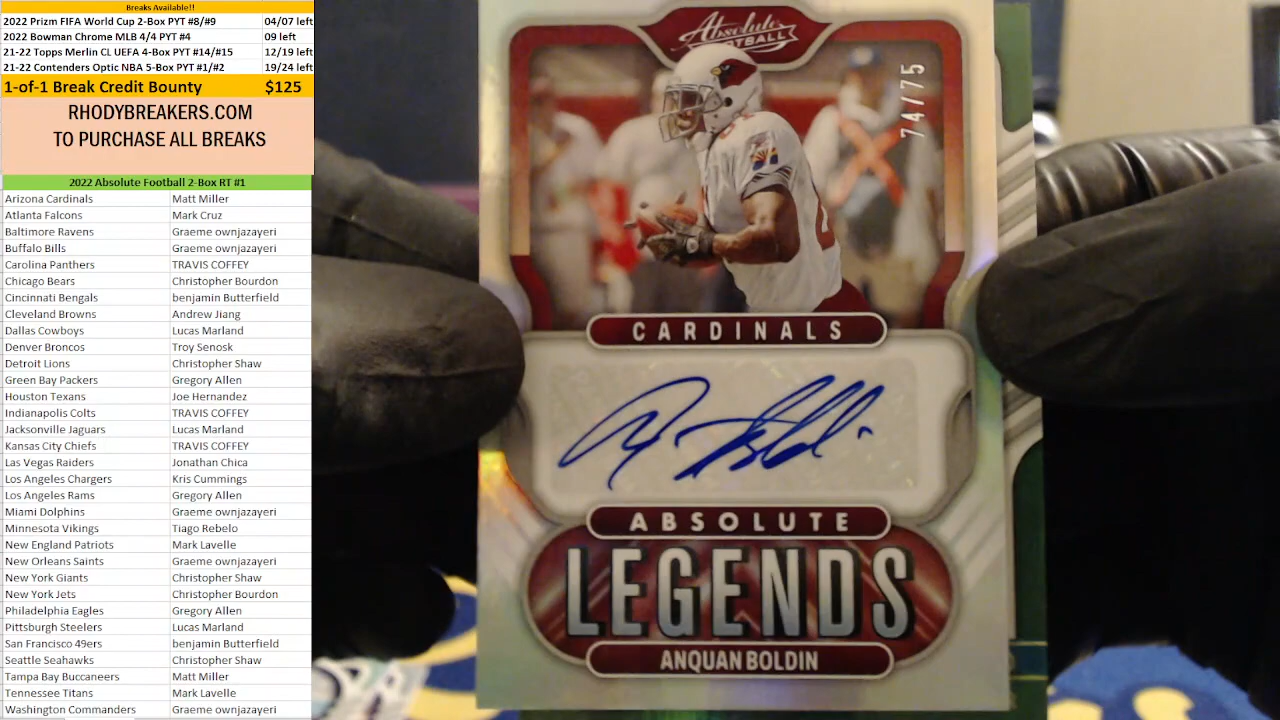 Breaks Available!!
2022 Prizm FIFA World Cup 2-Box PYT #8/#9 04/07 left
2022 Bowman Chrome MLB 4/4 PYT #4 09 left
21-22 Topps Merlin CL UEFA 4-Box PYT #14/#15 12/19 left
21-22 Contenders Optic NBA 5-Box PYT #1/#2 19/24 left
1-of-1 Break Credit Bounty $125
RHODYBREAKERS.COM
TO PURCHASE ALL BREAKS
2022 Absolute Football 2-Box RT #1
Arizona Cardinals Matt Miller
Atlanta Falcons Mark Cruz
Baltimore Ravens Graeme ownjazayeri
Buffalo Bills Graeme ownjazayeri
Carolina Panthers TRAVIS COFFEY
Chicago Bears Christopher Bourdon
Cincinnati Bengals benjamin Butterfield
Cleveland Browns Andrew Jiang
Dallas Cowboys Lucas Marland
Denver Broncos Troy Senosk
Detroit Lions Christopher Shaw
Green Bay Packers Gregory Allen
Houston Texans Joe Hernandez
Indianapolis Colts TRAVIS COFFEY
Jacksonville Jaguars Lucas Marland
Kansas City Chiefs TRAVIS COFFEY
Las Vegas Raiders Jonathan Chica
Los Angeles Chargers Kris Cummings
Los Angeles Rams Gregory Allen
Miami Dolphins Graeme ownjazayeri
Minnesota Vikings Tiago Rebelo
New England Patriots Mark Lavelle
New Orleans Saints Graeme ownjazayeri
New York Giants Christopher Shaw
New York Jets Christopher Bourdon
Philadelphia Eagles Gregory Allen
Pittsburgh Steelers Lucas Marland
San Francisco 49ers benjamin Butterfield
Seattle Seahawks Christopher Shaw
Tampa Bay Buccaneers Matt Miller
Tennessee Titans Mark Lavelle
Washington Commanders Graeme ownjazayeri
Absolute
FOOTBALL
74/75
CARDINALS
ABSOLUTE
LEGENDS
ANQUAN BOLDIN